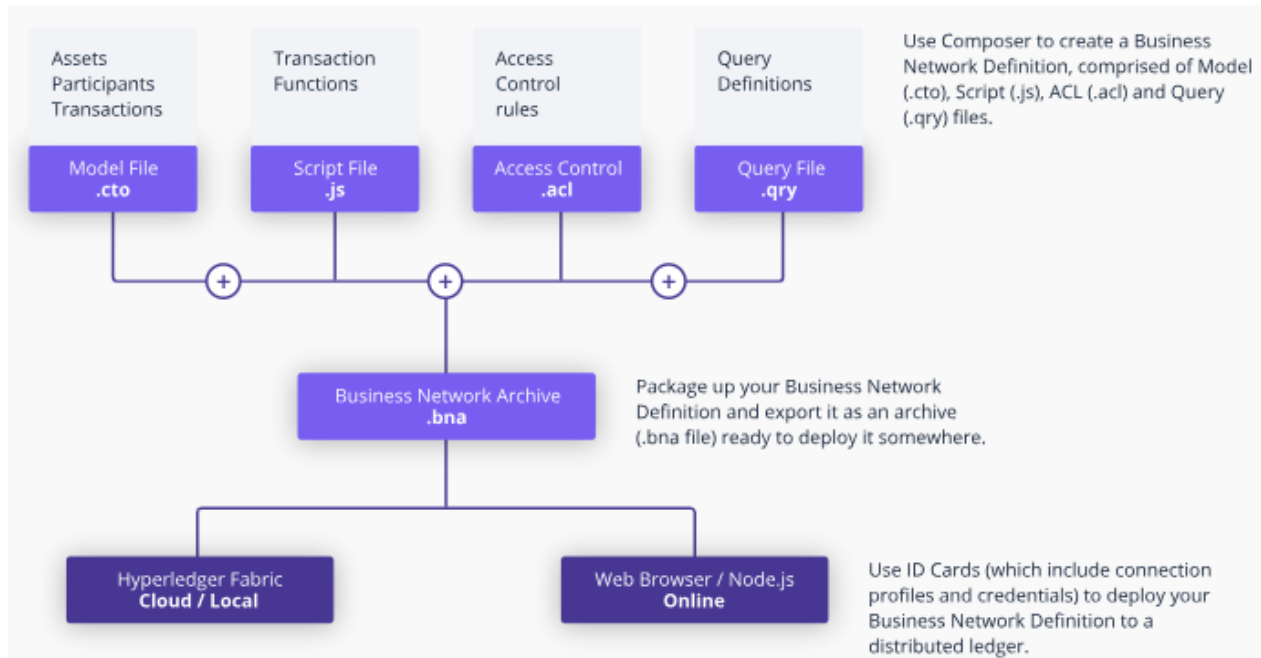 Assets
Participants
Transactions
Model File
.cto
Transaction
Functions
Script File
.js
Access
Control
rules
Access Control
.acl
Query
Definitions
Query File
.qry
Use Composer to create a Business
Network Definition, comprised of Model
(.cto), Script (.js), ACL (.acl) and Query
(.qry) files.
+
+
+
Business Network Archive
.bna
Package up your Business Network
Definition and export it as an archive
(.bna file) ready to deploy it somewhere.
Hyperledger Fabric
Cloud / Local
Web Browser / Node.js
Online
Use ID Cards (which include connection
profiles and credentials) to deploy your
Business Network Definition to a
distributed ledger.